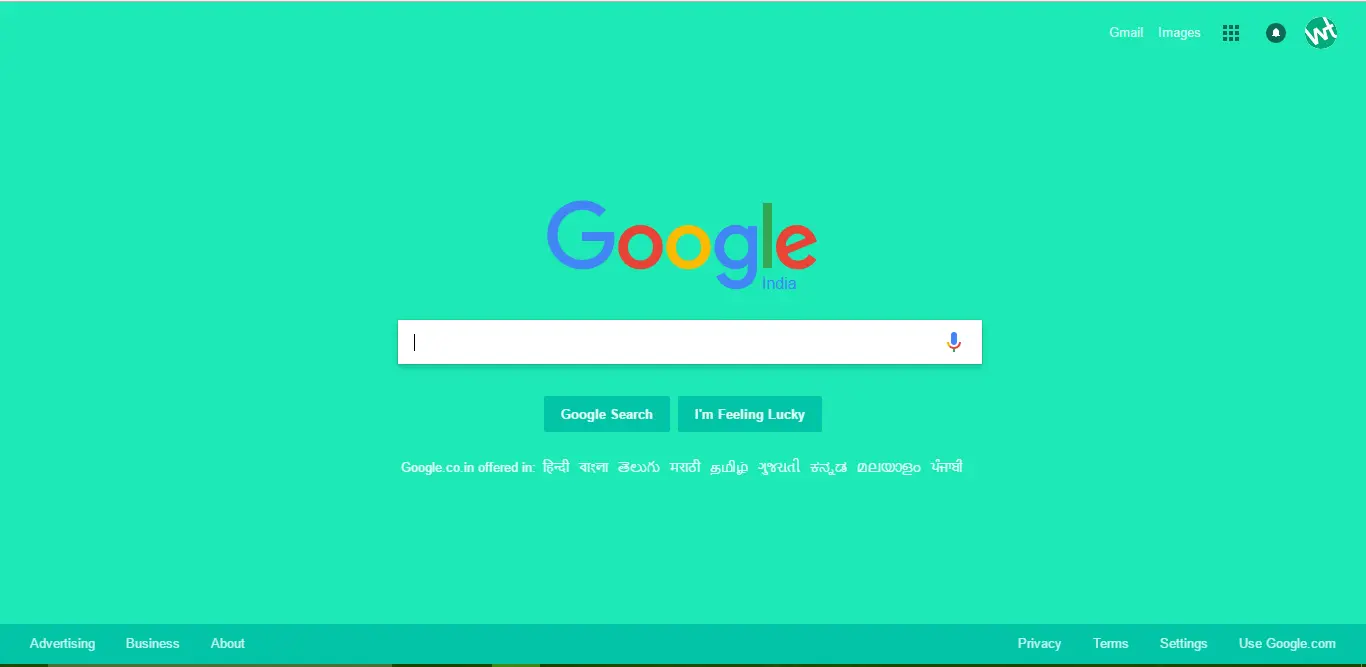 Gmail Images
wt
Google
India
Google Search I'm Feeling Lucky
Google.co.in offered in: हिन्दी বাংলা తెలుగు मराठी தமிழ் ગુજરાતી ಕನ್ನಡ മലയാളം ਪੰਜਾਬੀ
Advertising Business About Privacy Terms Settings Use Google.com